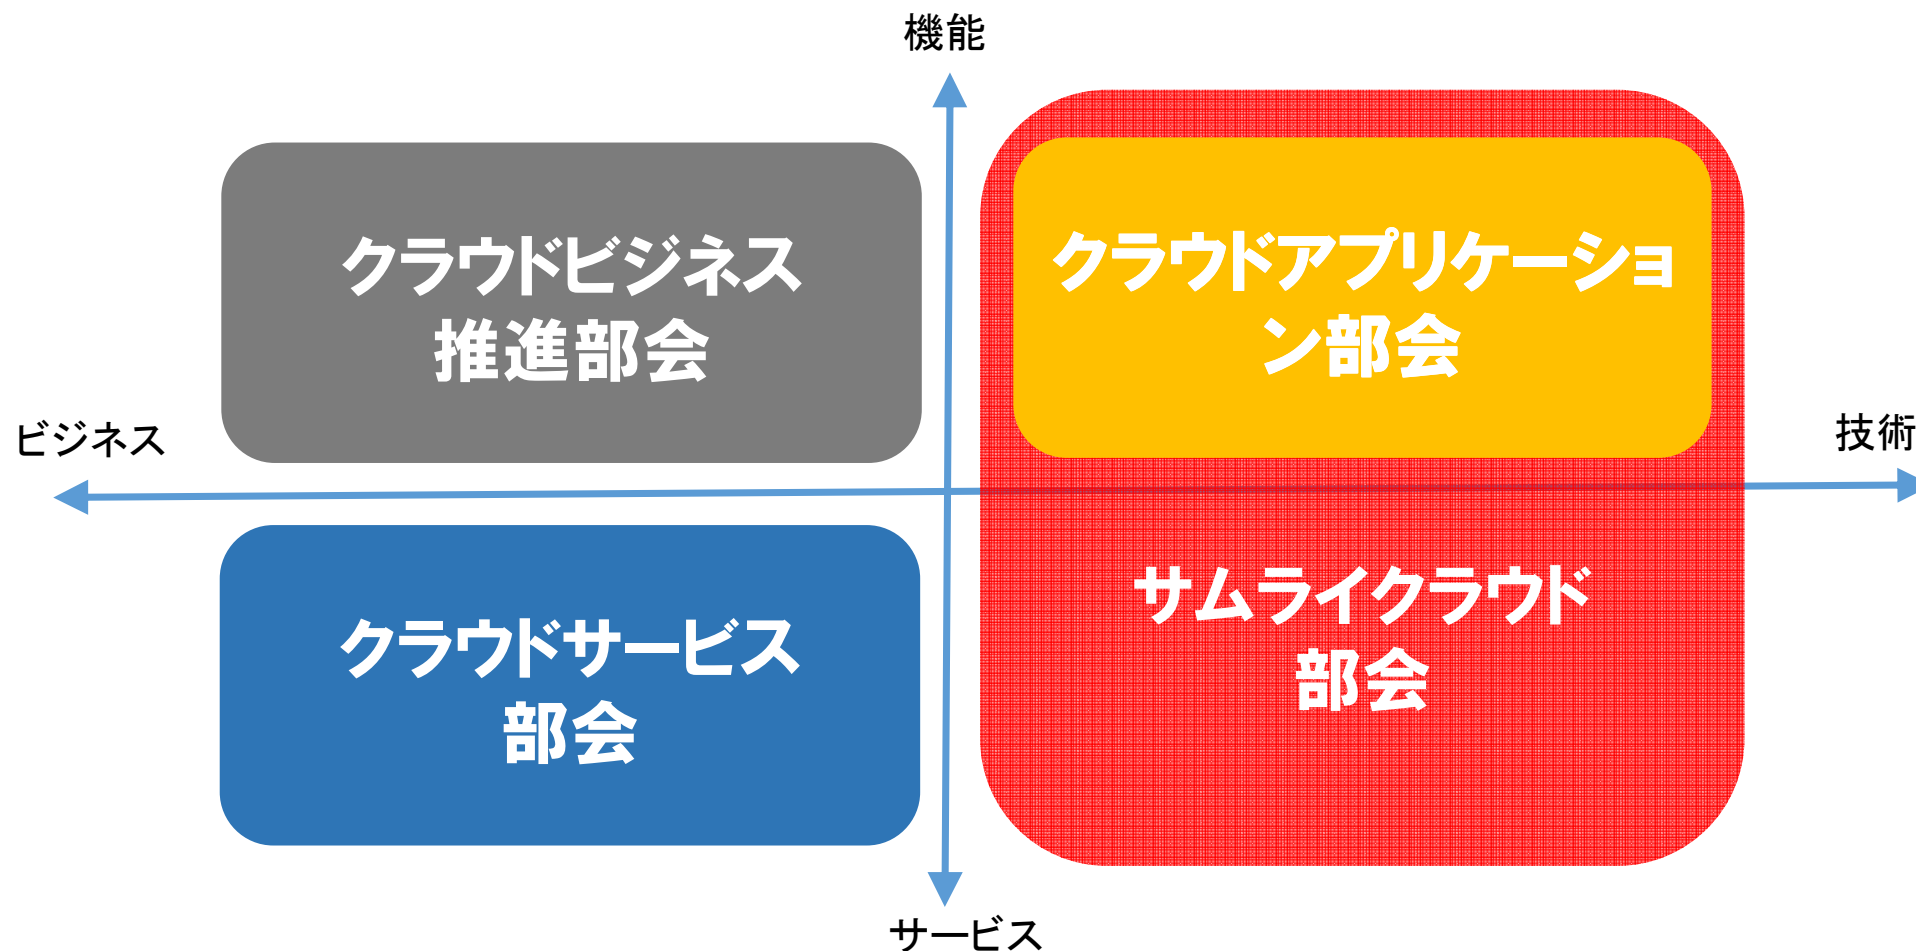 機能
クラウドビジネス
推進部会
クラウドアプリケーショ
ン部会
ビジネス
技術
クラウドサービス
部会
サムライクラウド
部会
サービス